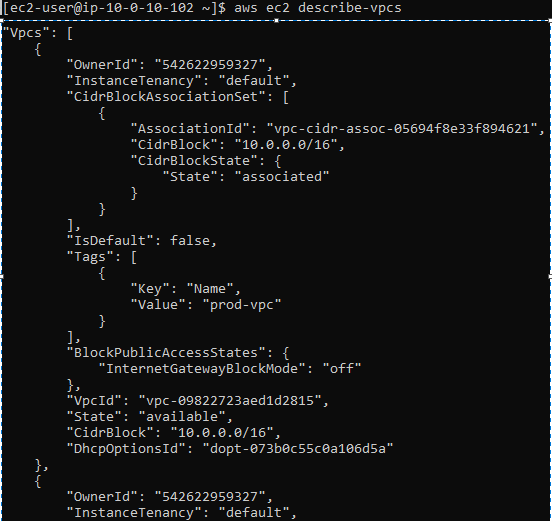 [ec2-user@ip-10-0-10-102 ~]$ aws ec2 describe-vpcs
"Vpcs": [
    {
        "OwnerId": "542622959327",
        "InstanceTenancy": "default",
        "CidrBlockAssociationSet": [
            {
                "AssociationId": "vpc-cidr-assoc-05694f8e33f894621",
                "CidrBlock": "10.0.0.0/16",
                "CidrBlockState": {
                    "State": "associated"
                }
            }
        ],
        "IsDefault": false,
        "Tags": [
            {
                "Key": "Name",
                "Value": "prod-vpc"
            }
        ],
        "BlockPublicAccessStates": {
            "InternetGatewayBlockMode": "off"
        },
        "VpcId": "vpc-09822723aed1d2815",
        "State": "available",
        "CidrBlock": "10.0.0.0/16",
        "DhcpOptionsId": "dopt-073b0c55c0a106d5a"
    },
    {
        "OwnerId": "542622959327",
        "InstanceTenancy": "default",